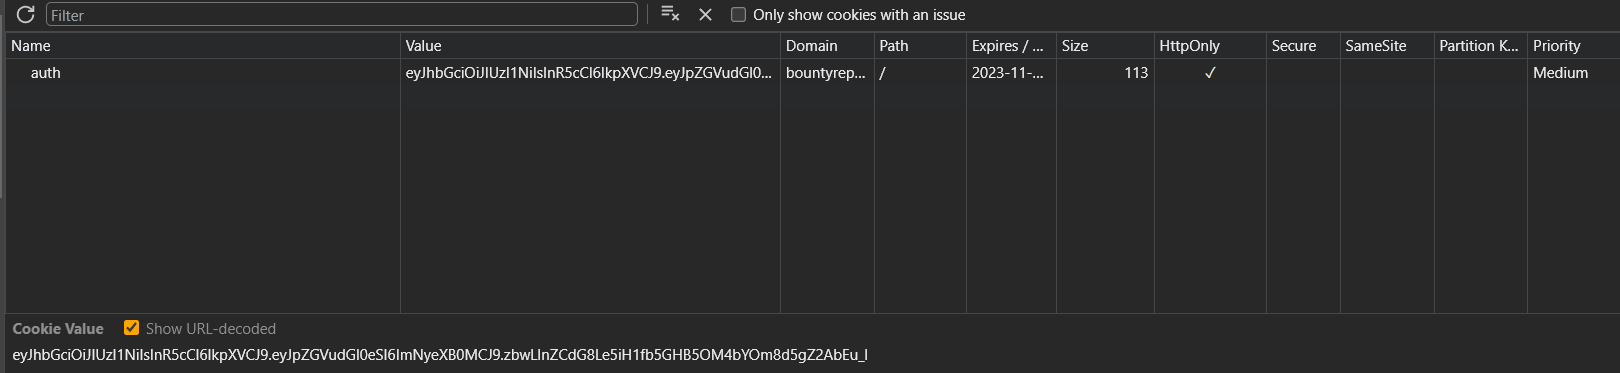 Filter
Only show cookies with an issue
Name Value Domain Path Expires / ... Size HttpOnly Secure SameSite Partition K... Priority
auth eyJhbGciOiJIUzI1NiIsInR5cCI6IkpXVCJ9.eyJpZGVudGl0... bountyrep... / 2023-11-... 113 ✓ Medium
Cookie Value Show URL-decoded
eyJhbGciOiJIUzI1NiIsInR5cCI6IkpXVCJ9.eyJpZGVudGl0eSI6ImNyeXB0MCJ9.zbwLlnZCdG8Le5iH1fb5GHB5OM4bYOm8d5gZ2AbEu_I